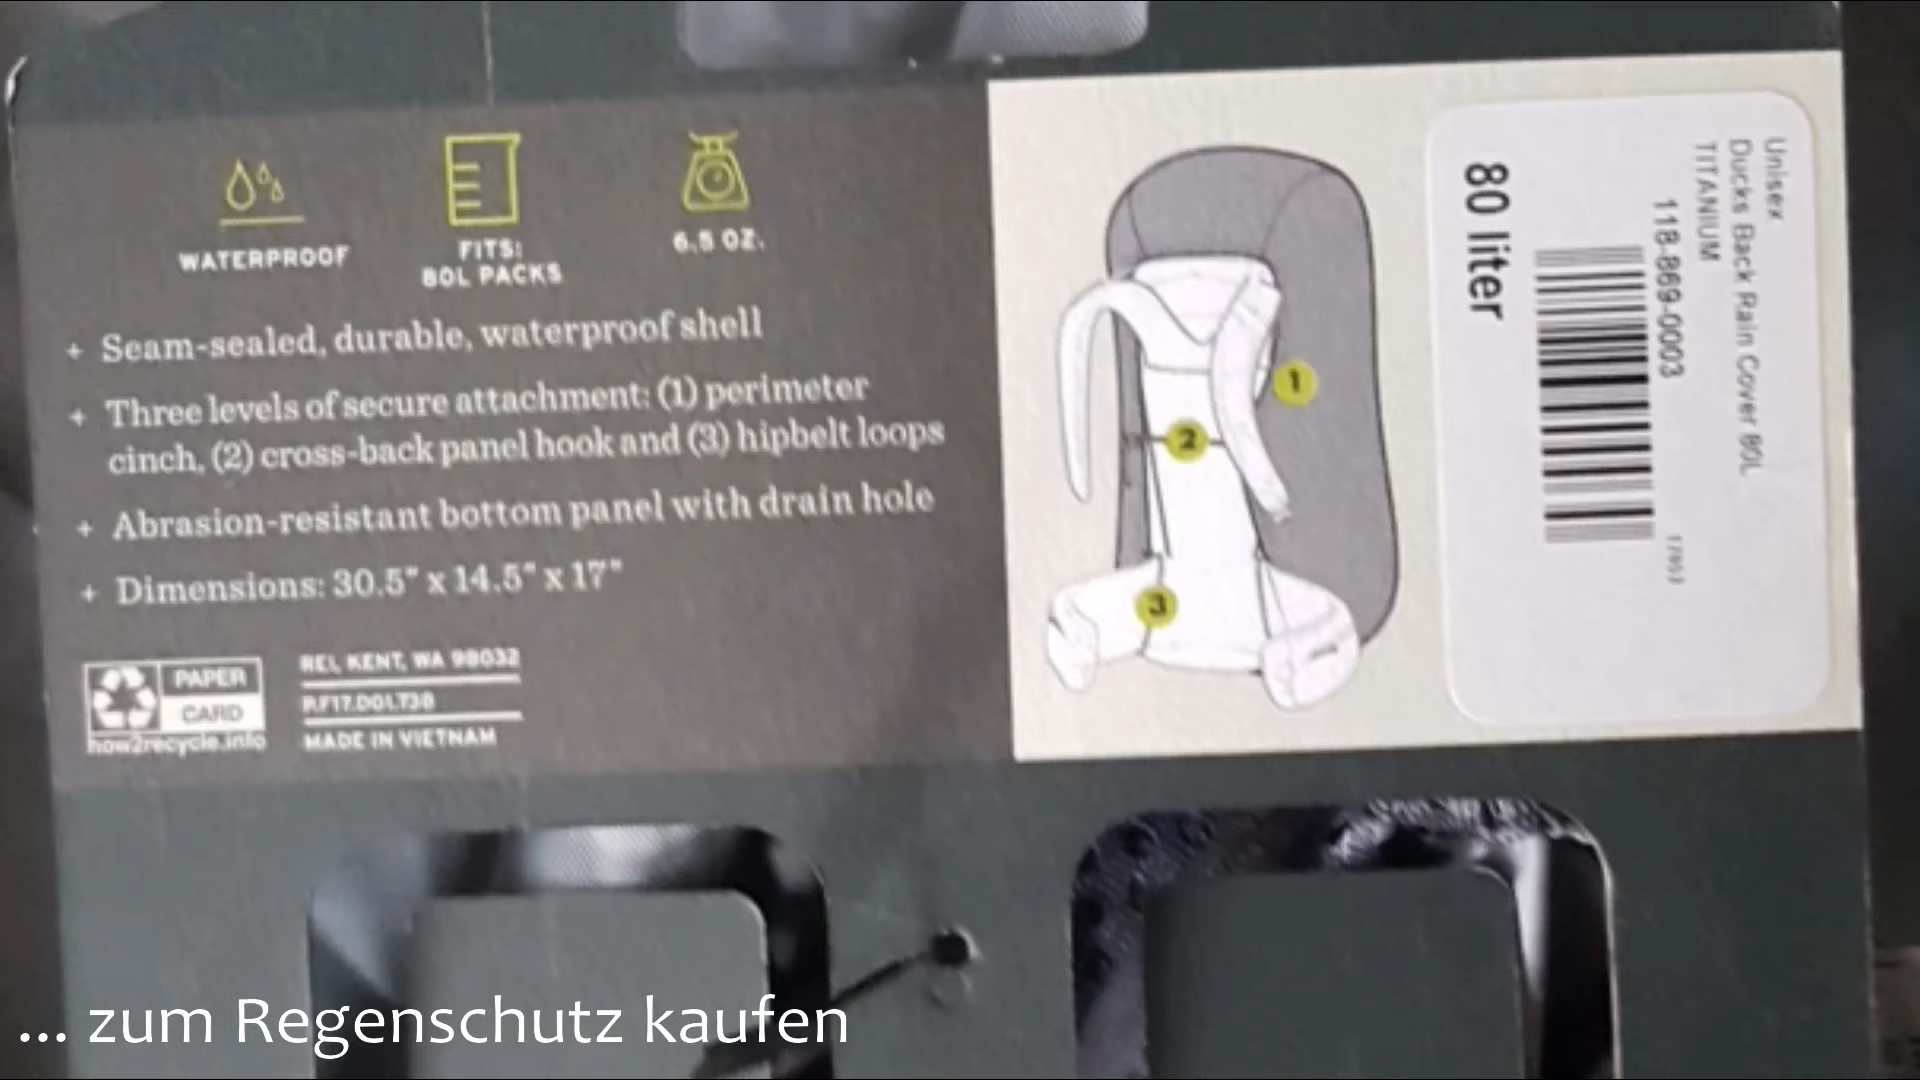 WATERPROOF
FITS:
80L PACKS
6.5 OZ.
+ Seam-sealed, durable, waterproof shell
+ Three levels of secure attachment: (1) perimeter
cinch, (2) cross-back panel hook and (3) hipbelt loops
+ Abrasion-resistant bottom panel with drain hole
+ Dimensions: 30.5" x 14.5" x 17"
PAPER
CARD
how2recycle.info
REI, KENT, WA 98032
MADE IN VIETNAM
1
2
3
Unisex
Ducks Back Rain Cover 80L
TITANIUM
118-869-0003
80 liter
... zum Regenschutz kaufen